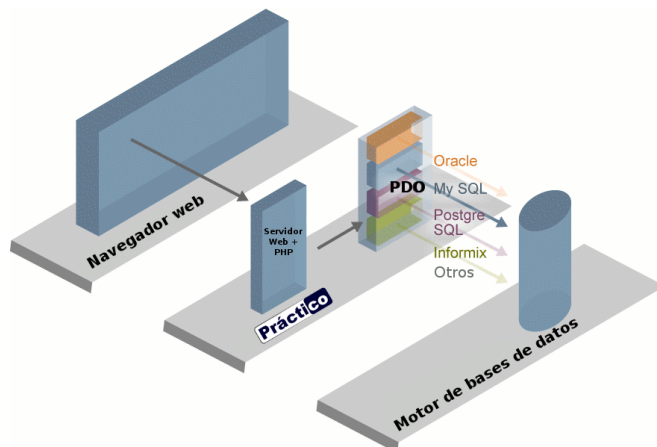 Navegador web
Servidor
Web +
PHP
Práctico
PDO
Oracle
My SQL
Postgre
SQL
Informix
Otros
Motor de bases de datos